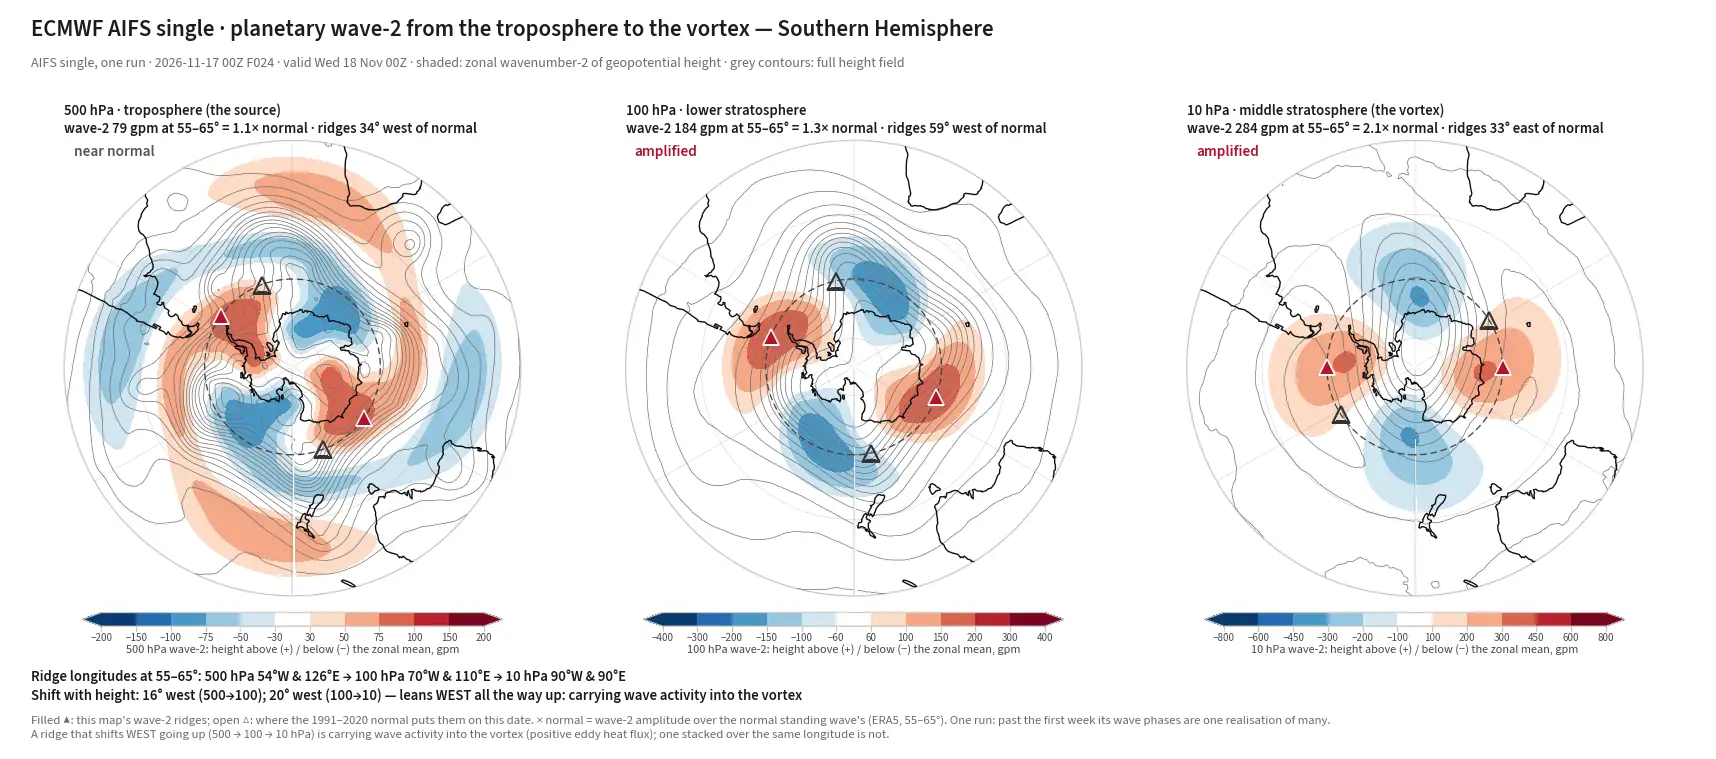 ECMWF AIFS single · planetary wave-2 from the troposphere to the vortex — Southern Hemisphere
AIFS single, one run · 2026-11-17 00Z F024 · valid Wed 18 Nov 00Z · shaded: zonal wavenumber-2 of geopotential height · grey contours: full height field
500 hPa · troposphere (the source)
wave-2 79 gpm at 55–65° = 1.1× normal · ridges 34° west of normal
near normal
100 hPa · lower stratosphere
wave-2 184 gpm at 55–65° = 1.3× normal · ridges 59° west of normal
amplified
10 hPa · middle stratosphere (the vortex)
wave-2 284 gpm at 55–65° = 2.1× normal · ridges 33° east of normal
amplified
−200 −150 −100 −75 −50 −30 30 50 75 100 150 200
500 hPa wave-2: height above (+) / below (−) the zonal mean, gpm
−400 −300 −200 −150 −100 −60 60 100 150 200 300 400
100 hPa wave-2: height above (+) / below (−) the zonal mean, gpm
−800 −600 −450 −300 −200 −100 100 200 300 450 600 800
10 hPa wave-2: height above (+) / below (−) the zonal mean, gpm
Ridge longitudes at 55–65°: 500 hPa 54°W & 126°E → 100 hPa 70°W & 110°E → 10 hPa 90°W & 90°E
Shift with height: 16° west (500→100); 20° west (100→10) — leans WEST all the way up: carrying wave activity into the vortex
Filled ▲: this map's wave-2 ridges; open △: where the 1991–2020 normal puts them on this date. × normal = wave-2 amplitude over the normal standing wave's (ERA5, 55–65°). One run: past the first week its wave phases are one realisation of many.
A ridge that shifts WEST going up (500 → 100 → 10 hPa) is carrying wave activity into the vortex (positive eddy heat flux); one stacked over the same longitude is not.